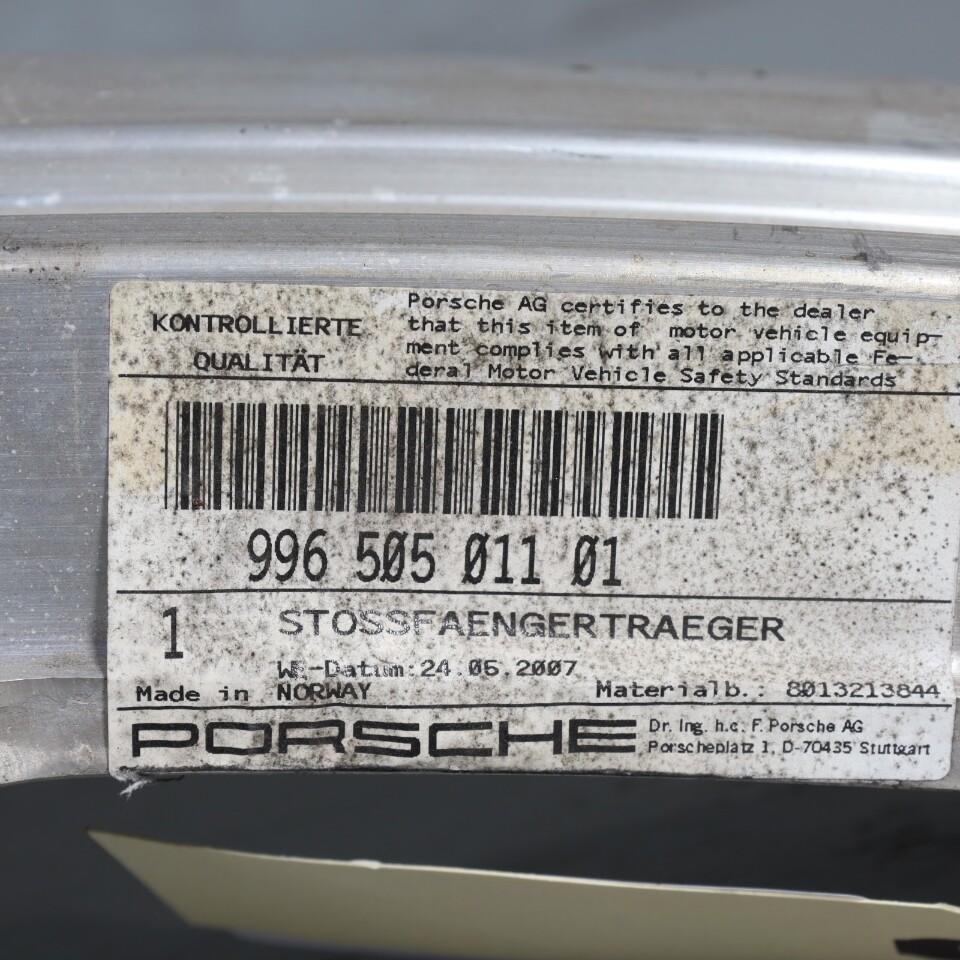 KONTROLLIERTE
QUALITÄT
Porsche AG certifies to the dealer
that this item of motor vehicle equip-
ment complies with all applicable Fe-
deral Motor Vehicle Safety Standards
996 505 011 01
1 STOSSFAENGERTRAEGER
WE-Datum:24.05.2007
Made in NORWAY Materialb.: 8013213844
PORSCHE
Dr. Ing. h.c. F. Porsche AG
Porscheplatz 1, D-70435 Stuttgart